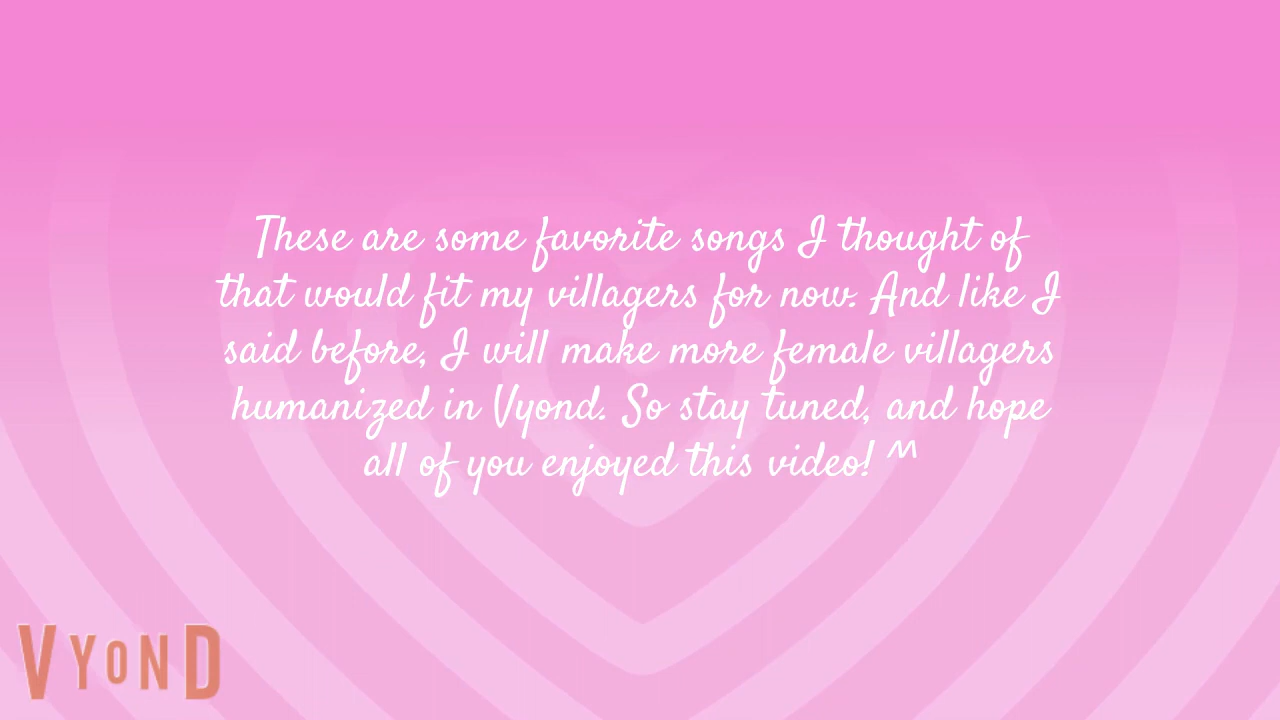 These are some favorite songs I thought of
that would fit my villagers for now. And like I
said before, I will make more female villagers
humanized in Vyond. So stay tuned, and hope
all of you enjoyed this video! ^^
VYOND